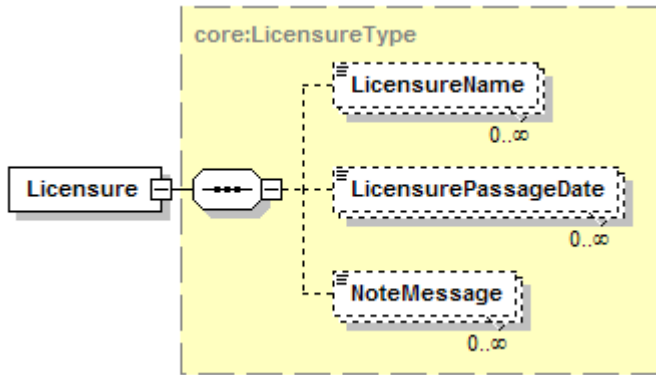 core:LicensureType
LicensureName
0..∞
Licensure
LicensurePassageDate
0..∞
NoteMessage
0..∞